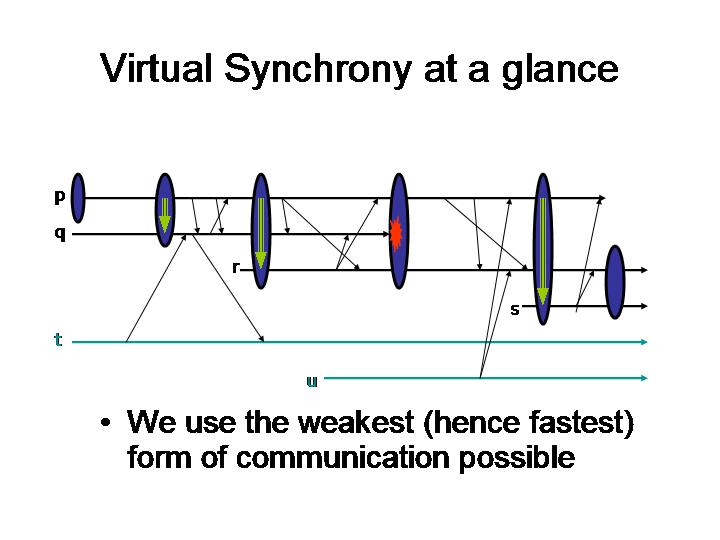 Virtual Synchrony at a glance
p
q
r
s
t
u
• We use the weakest (hence fastest)
form of communication possible